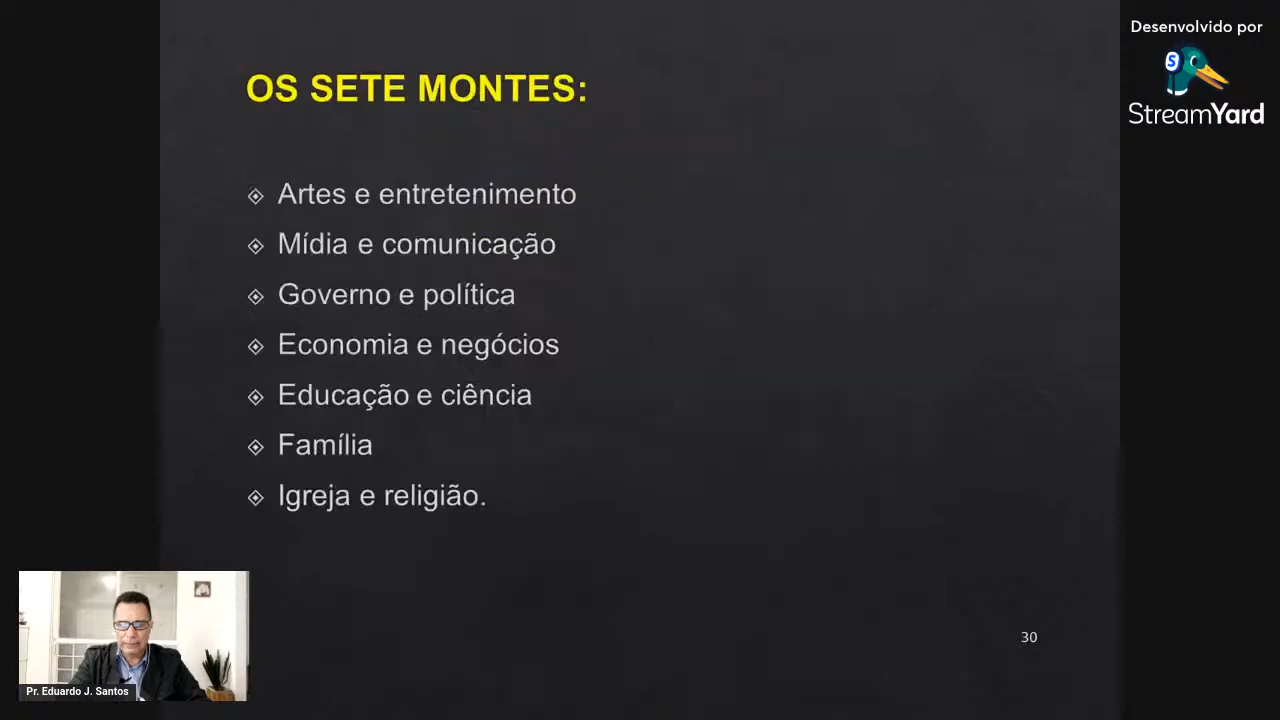 Desenvolvido por
StreamYard
OS SETE MONTES:
Artes e entretenimento
Mídia e comunicação
Governo e política
Economia e negócios
Educação e ciência
Família
Igreja e religião.
30
Pr. Eduardo J. Santos